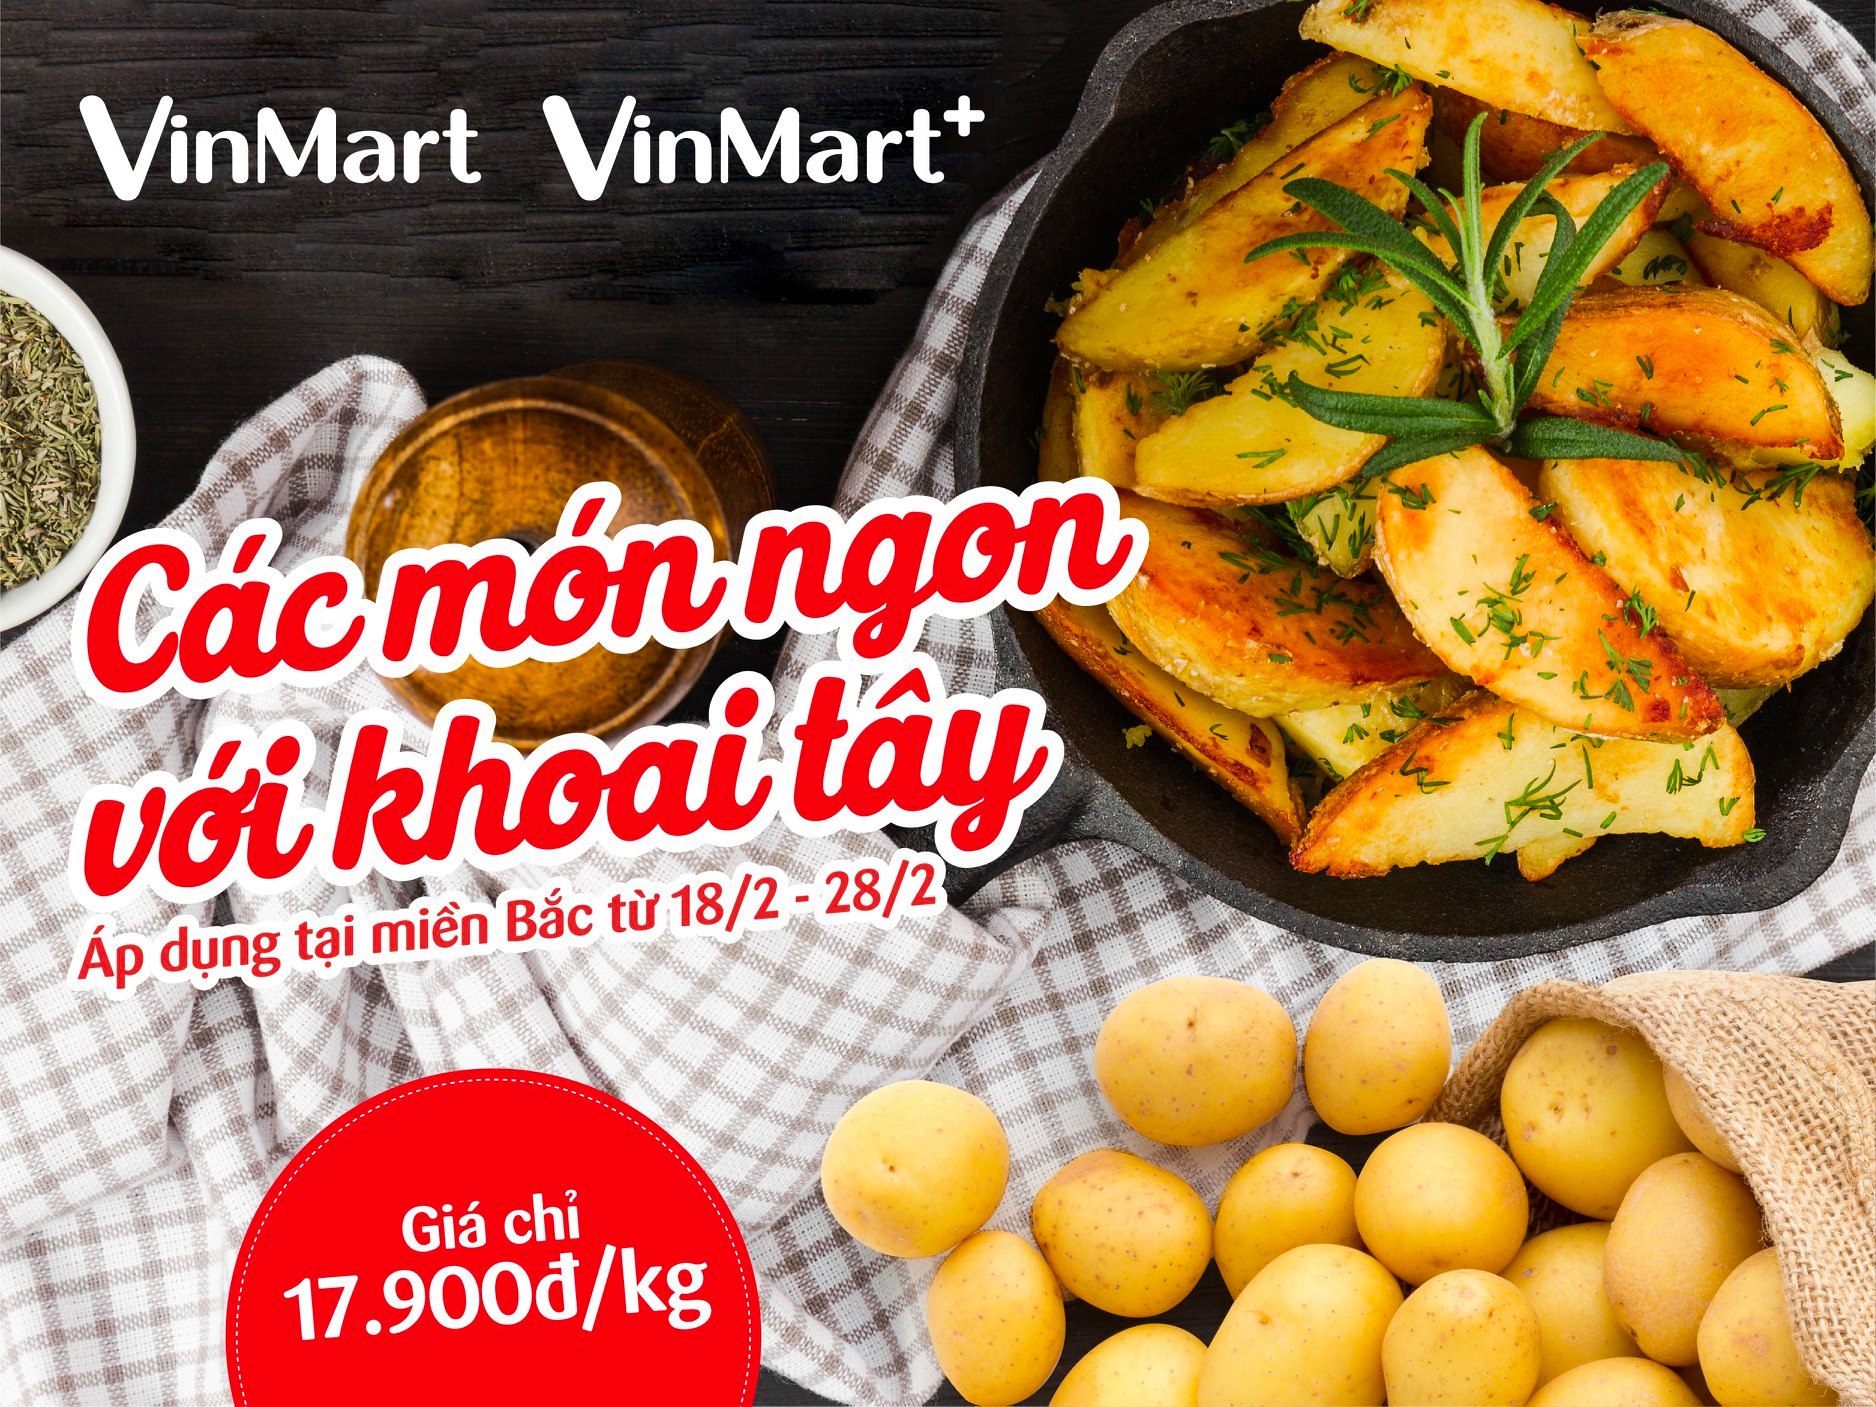 VinMart VinMart+
Các món ngon
với khoai tây
Áp dụng tại miền Bắc từ 18/2 - 28/2
Giá chỉ
17.900đ/kg